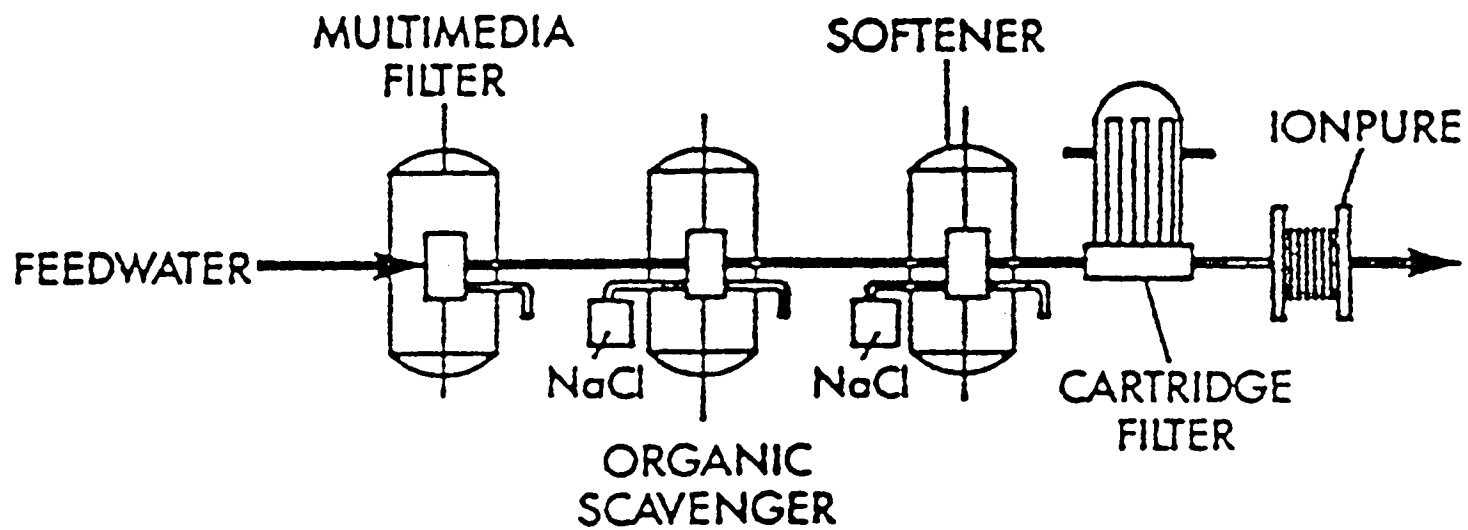 MULTIMEDIA
FILTER
SOFTENER
IONPURE
FEEDWATER
NaCl
NaCl
CARTRIDGE
FILTER
ORGANIC
SCAVENGER